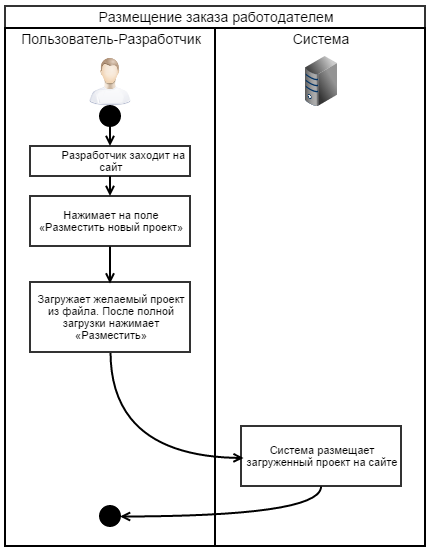 Размещение заказа работодателем
Пользователь-Разработчик
Система
Разработчик заходит на
сайт
Нажимает на поле
«Разместить новый проект»
Загружает желаемый проект
из файла. После полной
загрузки нажимает
«Разместить»
Система размещает
загруженный проект на сайте